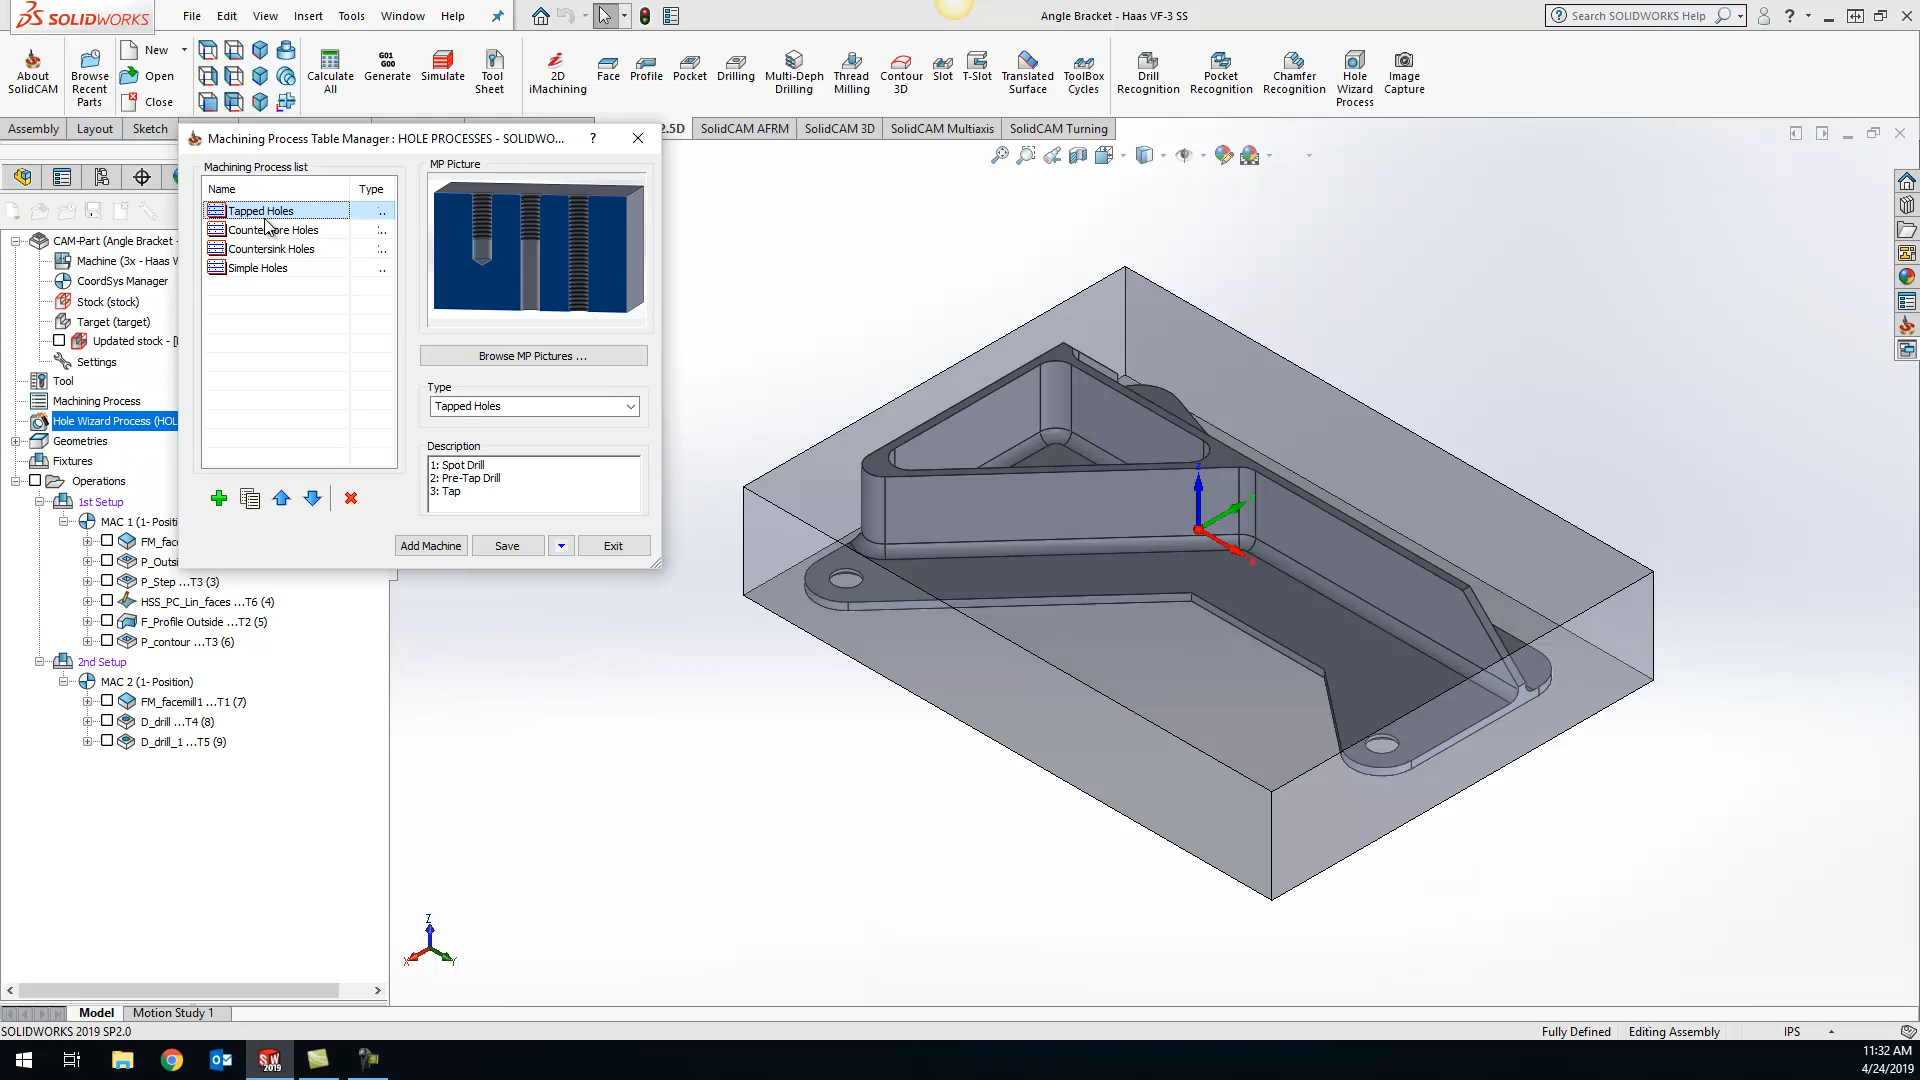 SOLIDWORKS
File Edit View Insert Tools Window Help
Angle Bracket - Haas VF-3 SS
Search SOLIDWORKS Help
About SolidCAM
Browse Recent Parts
New
Open
Close
Calculate All
G01 G00
Generate
Simulate
Tool Sheet
2D iMachining
Face
Profile
Pocket
Drilling
Multi-Deph Drilling
Thread Milling
Contour 3D
Slot
T-Slot
Translated Surface
ToolBox Cycles
Drill Recognition
Pocket Recognition
Chamfer Recognition
Hole Wizard Process
Image Capture
Assembly Layout Sketch 2.5D SolidCAM AFRM SolidCAM 3D SolidCAM Multiaxis SolidCAM Turning
Machining Process Table Manager : HOLE PROCESSES - SOLIDWO... ?
Machining Process list
Name Type
Tapped Holes ..
Countersink Holes :..
Simple Holes ..
MP Picture
Browse MP Pictures ...
Type
Tapped Holes
Description
1: Spot Drill
2: Pre-Tap Drill
3: Tap
Add Machine Save Exit
CAM-Part (Angle Bracket -
Machine (3x - Haas
CoordSys Manager
Stock (stock)
Target (target)
Updated stock - [
Settings
Tool
Machining Process
Hole Wizard Process (HOL
Geometries
Fixtures
Operations
1st Setup
MAC 1 (1- Positi
FM_fac
P_Outsi
P_Step ...T3 (3)
HSS_PC_Lin_faces ...T6 (4)
F_Profile Outside ...T2 (5)
P_contour ...T3 (6)
2nd Setup
MAC 2 (1- Position)
FM_facemill1 ...T1 (7)
D_drill ...T4 (8)
D_drill_1 ...T5 (9)
Z
X
Y
Z
X
Y
Model Motion Study 1
SOLIDWORKS 2019 SP2.0
Fully Defined Editing Assembly IPS
SW 2019
11:32 AM
4/24/2019